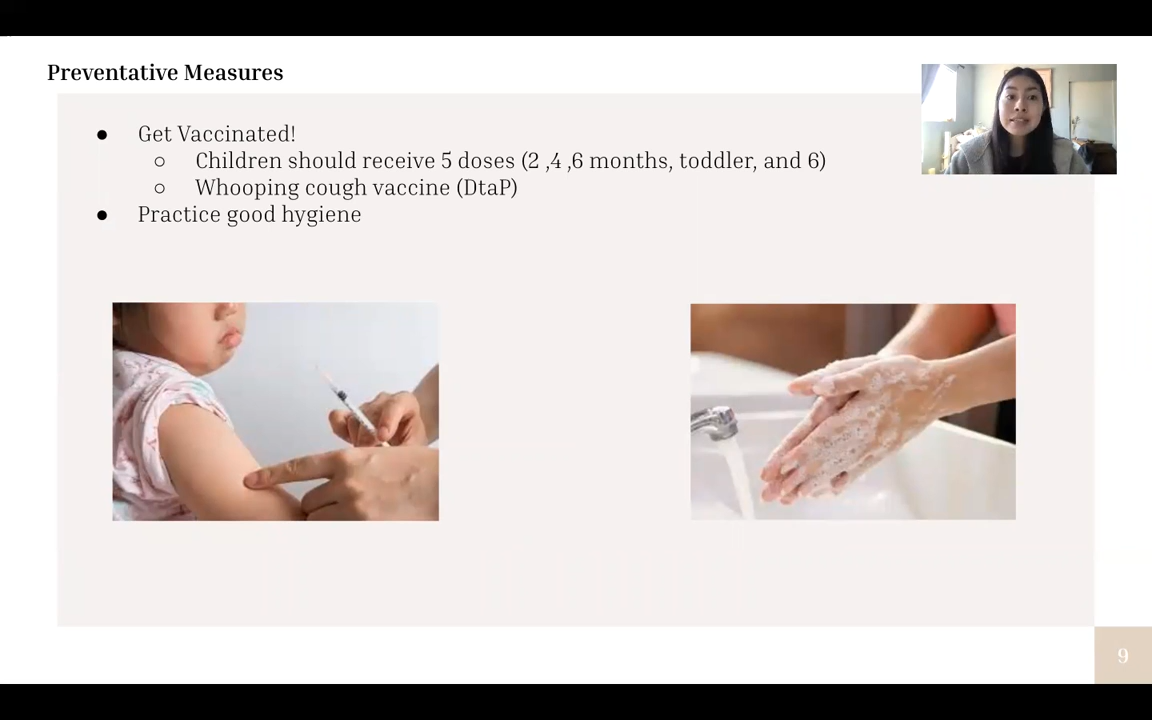 Preventative Measures
● Get Vaccinated!
○ Children should receive 5 doses (2 ,4 ,6 months, toddler, and 6)
○ Whooping cough vaccine (DtaP)
● Practice good hygiene
9